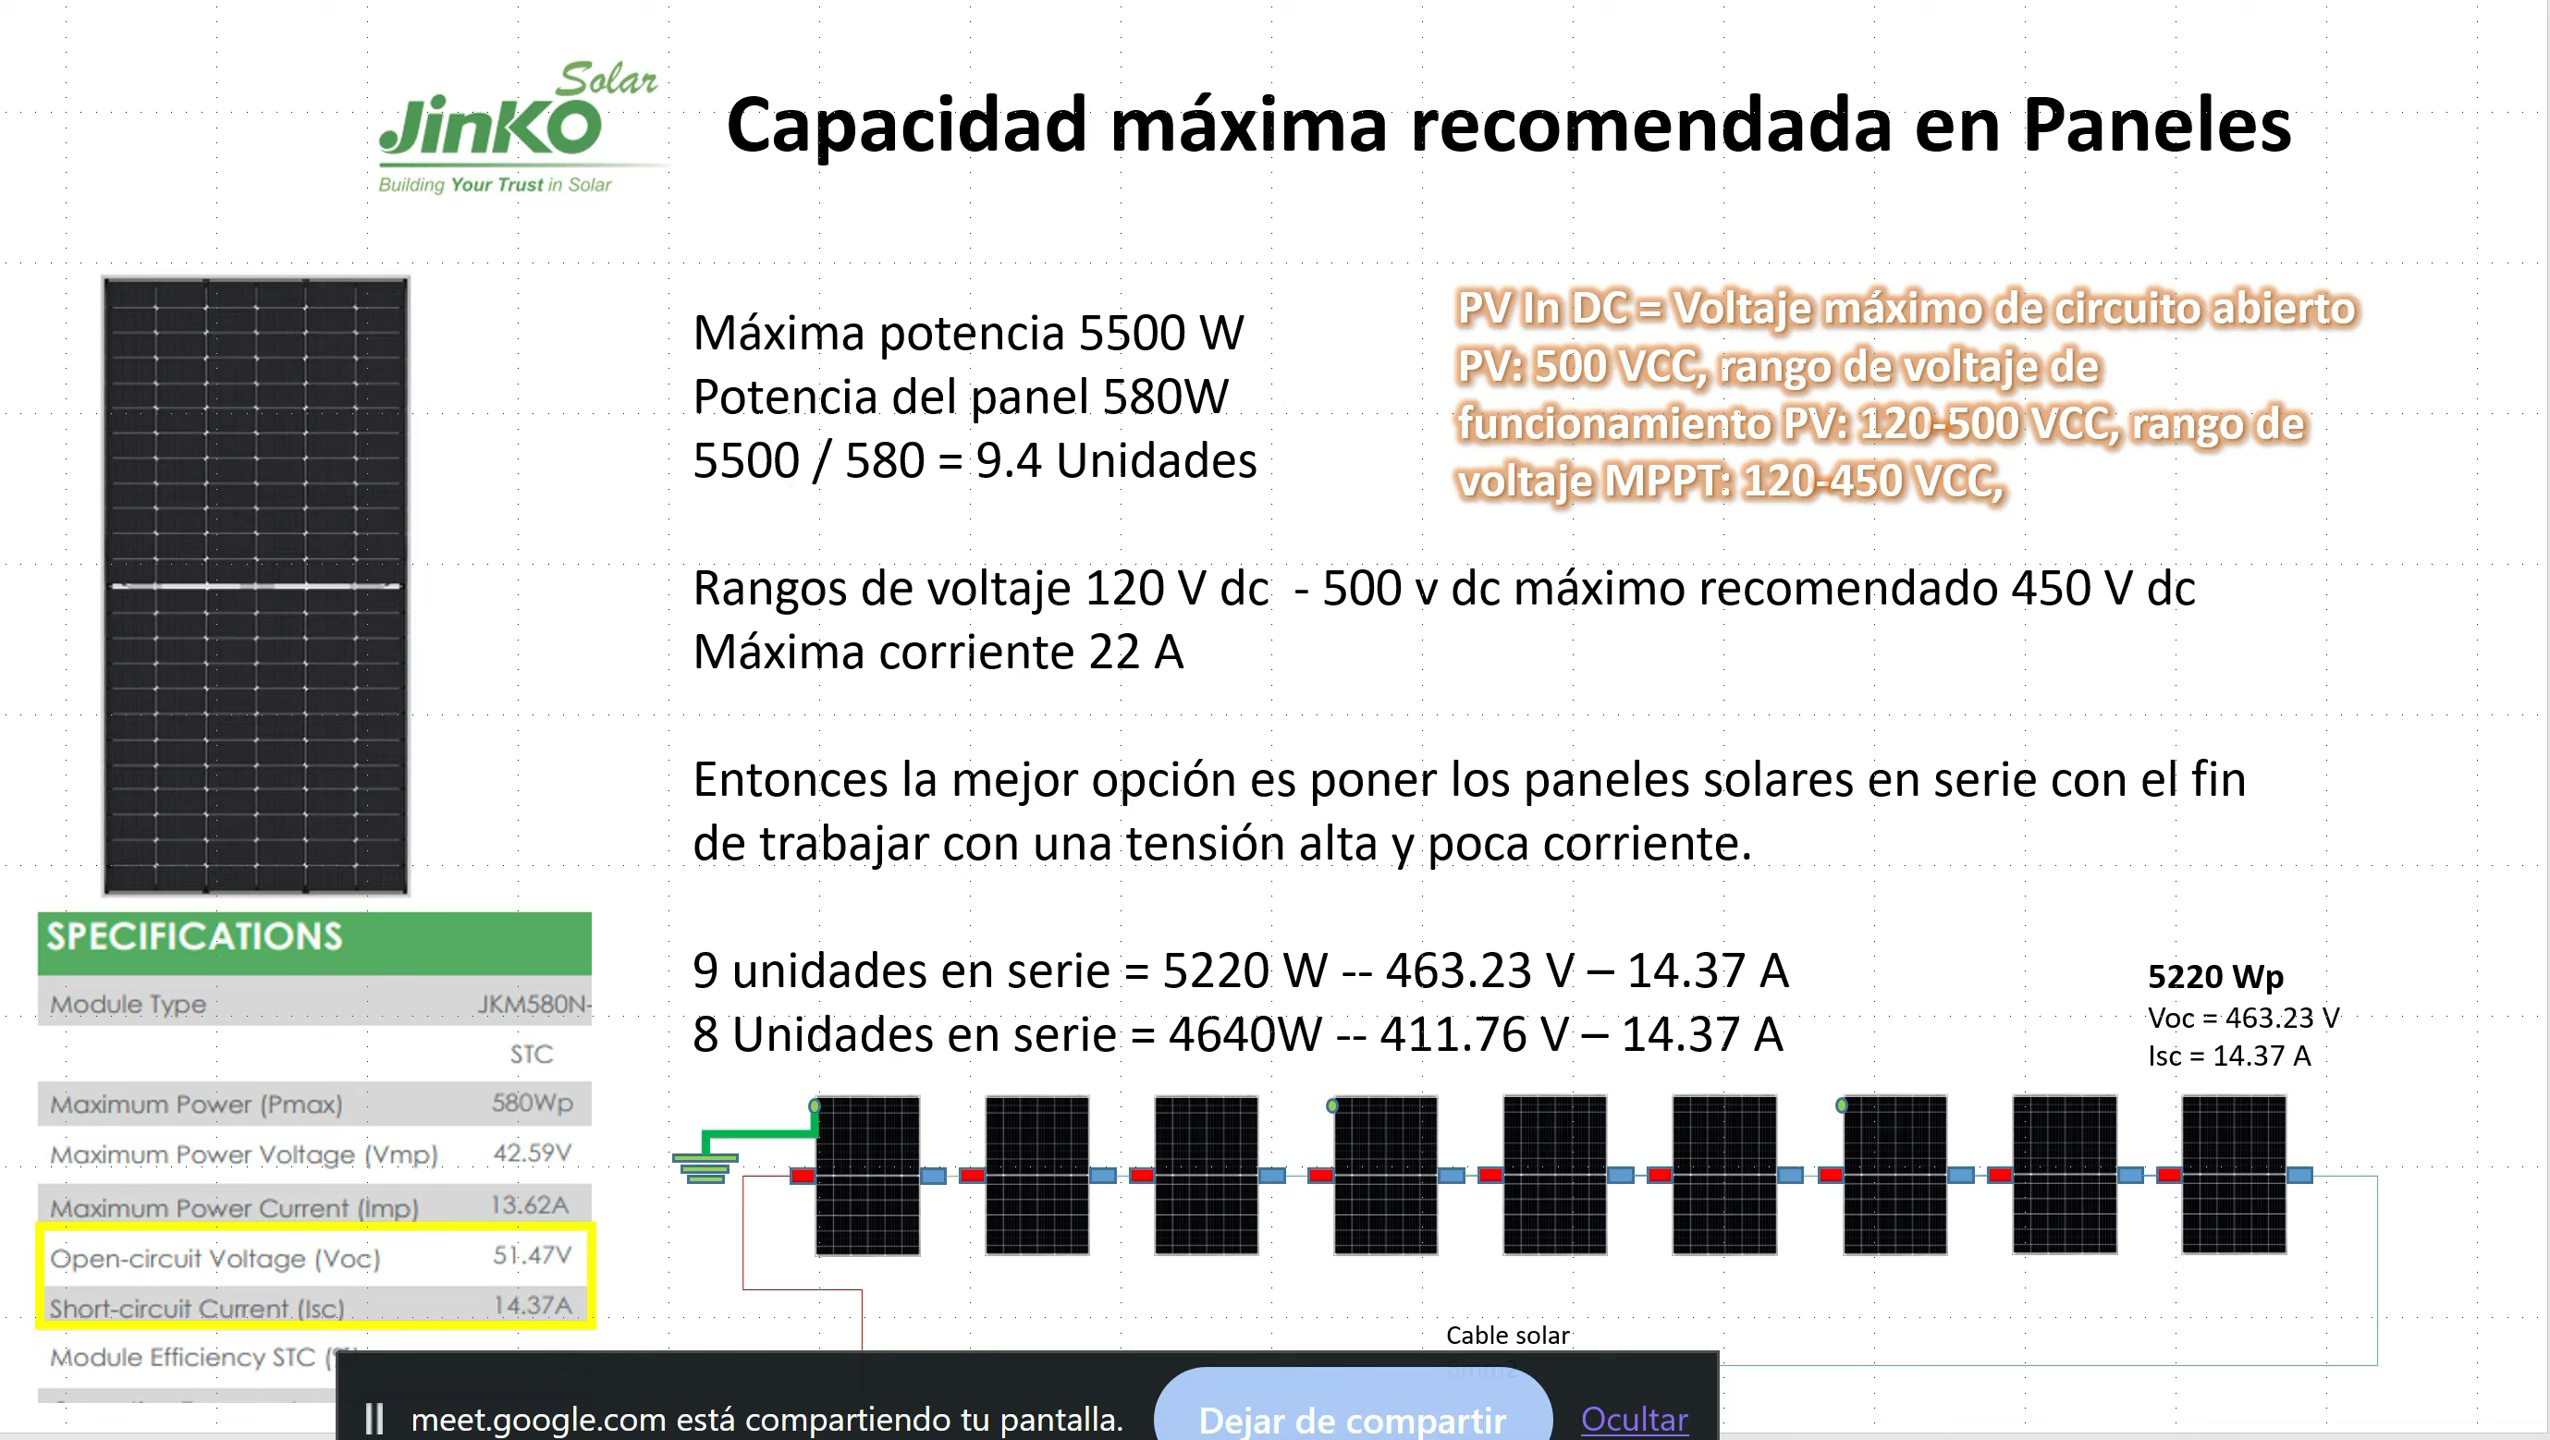 Solar
JinKO
Building Your Trust in Solar
Capacidad máxima recomendada en Paneles
Máxima potencia 5500 W
Potencia del panel 580W
5500 / 580 = 9.4 Unidades
PV In DC = Voltaje máximo de circuito abierto
PV: 500 VCC, rango de voltaje de
funcionamiento PV: 120-500 VCC, rango de
voltaje MPPT: 120-450 VCC,
Rangos de voltaje 120 V dc - 500 v dc máximo recomendado 450 V dc
Máxima corriente 22 A
Entonces la mejor opción es poner los paneles solares en serie con el fin
de trabajar con una tensión alta y poca corriente.
9 unidades en serie = 5220 W -- 463.23 V – 14.37 A
8 Unidades en serie = 4640W -- 411.76 V – 14.37 A
5220 Wp
Voc = 463.23 V
Isc = 14.37 A
SPECIFICATIONS
Module Type JKM580N-
STC
Maximum Power (Pmax) 580Wp
Maximum Power Voltage (Vmp) 42.59V
Maximum Power Current (Imp) 13.62A
Open-circuit Voltage (Voc) 51.47V
Short-circuit Current (Isc) 14.37A
Module Efficiency STC (%
Cable solar
meet.google.com está compartiendo tu pantalla.
Dejar de compartir
Ocultar